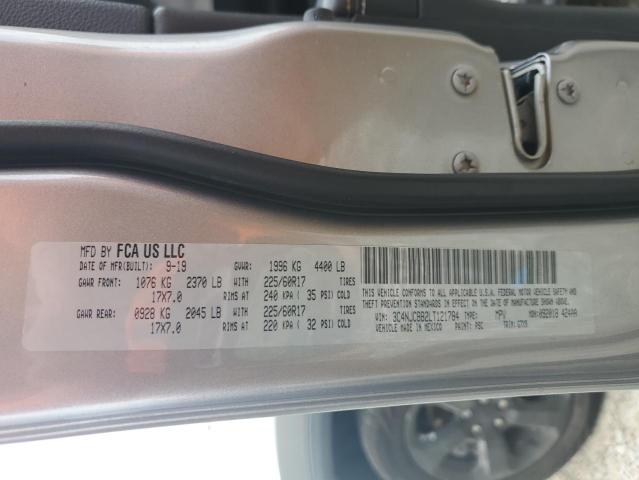 MFD BY FCA US LLC
DATE OF MFR(BUILT): 9-19 GVWR: 1996 KG 4400 LB
GAWR FRONT: 1076 KG 2370 LB WITH 225/60R17 TIRES
17X7.0 RIMS AT 240 KPA ( 35 PSI) COLD
GAWR REAR: 0928 KG 2045 LB WITH 225/60R17 TIRES
17X7.0 RIMS AT 220 KPA ( 32 PSI) COLD
THIS VEHICLE CONFORMS TO ALL APPLICABLE U.S.A. FEDERAL MOTOR VEHICLE SAFETY AND
THEFT PREVENTION STANDARDS IN EFFECT ON THE DATE OF MANUFACTURE SHOWN ABOVE.
VIN: 3C4NJCBB2LT121784 TYPE: MPV MDH: 092018 424AA
VEHICLE MADE IN MEXICO PAINT: PSC TRIM: